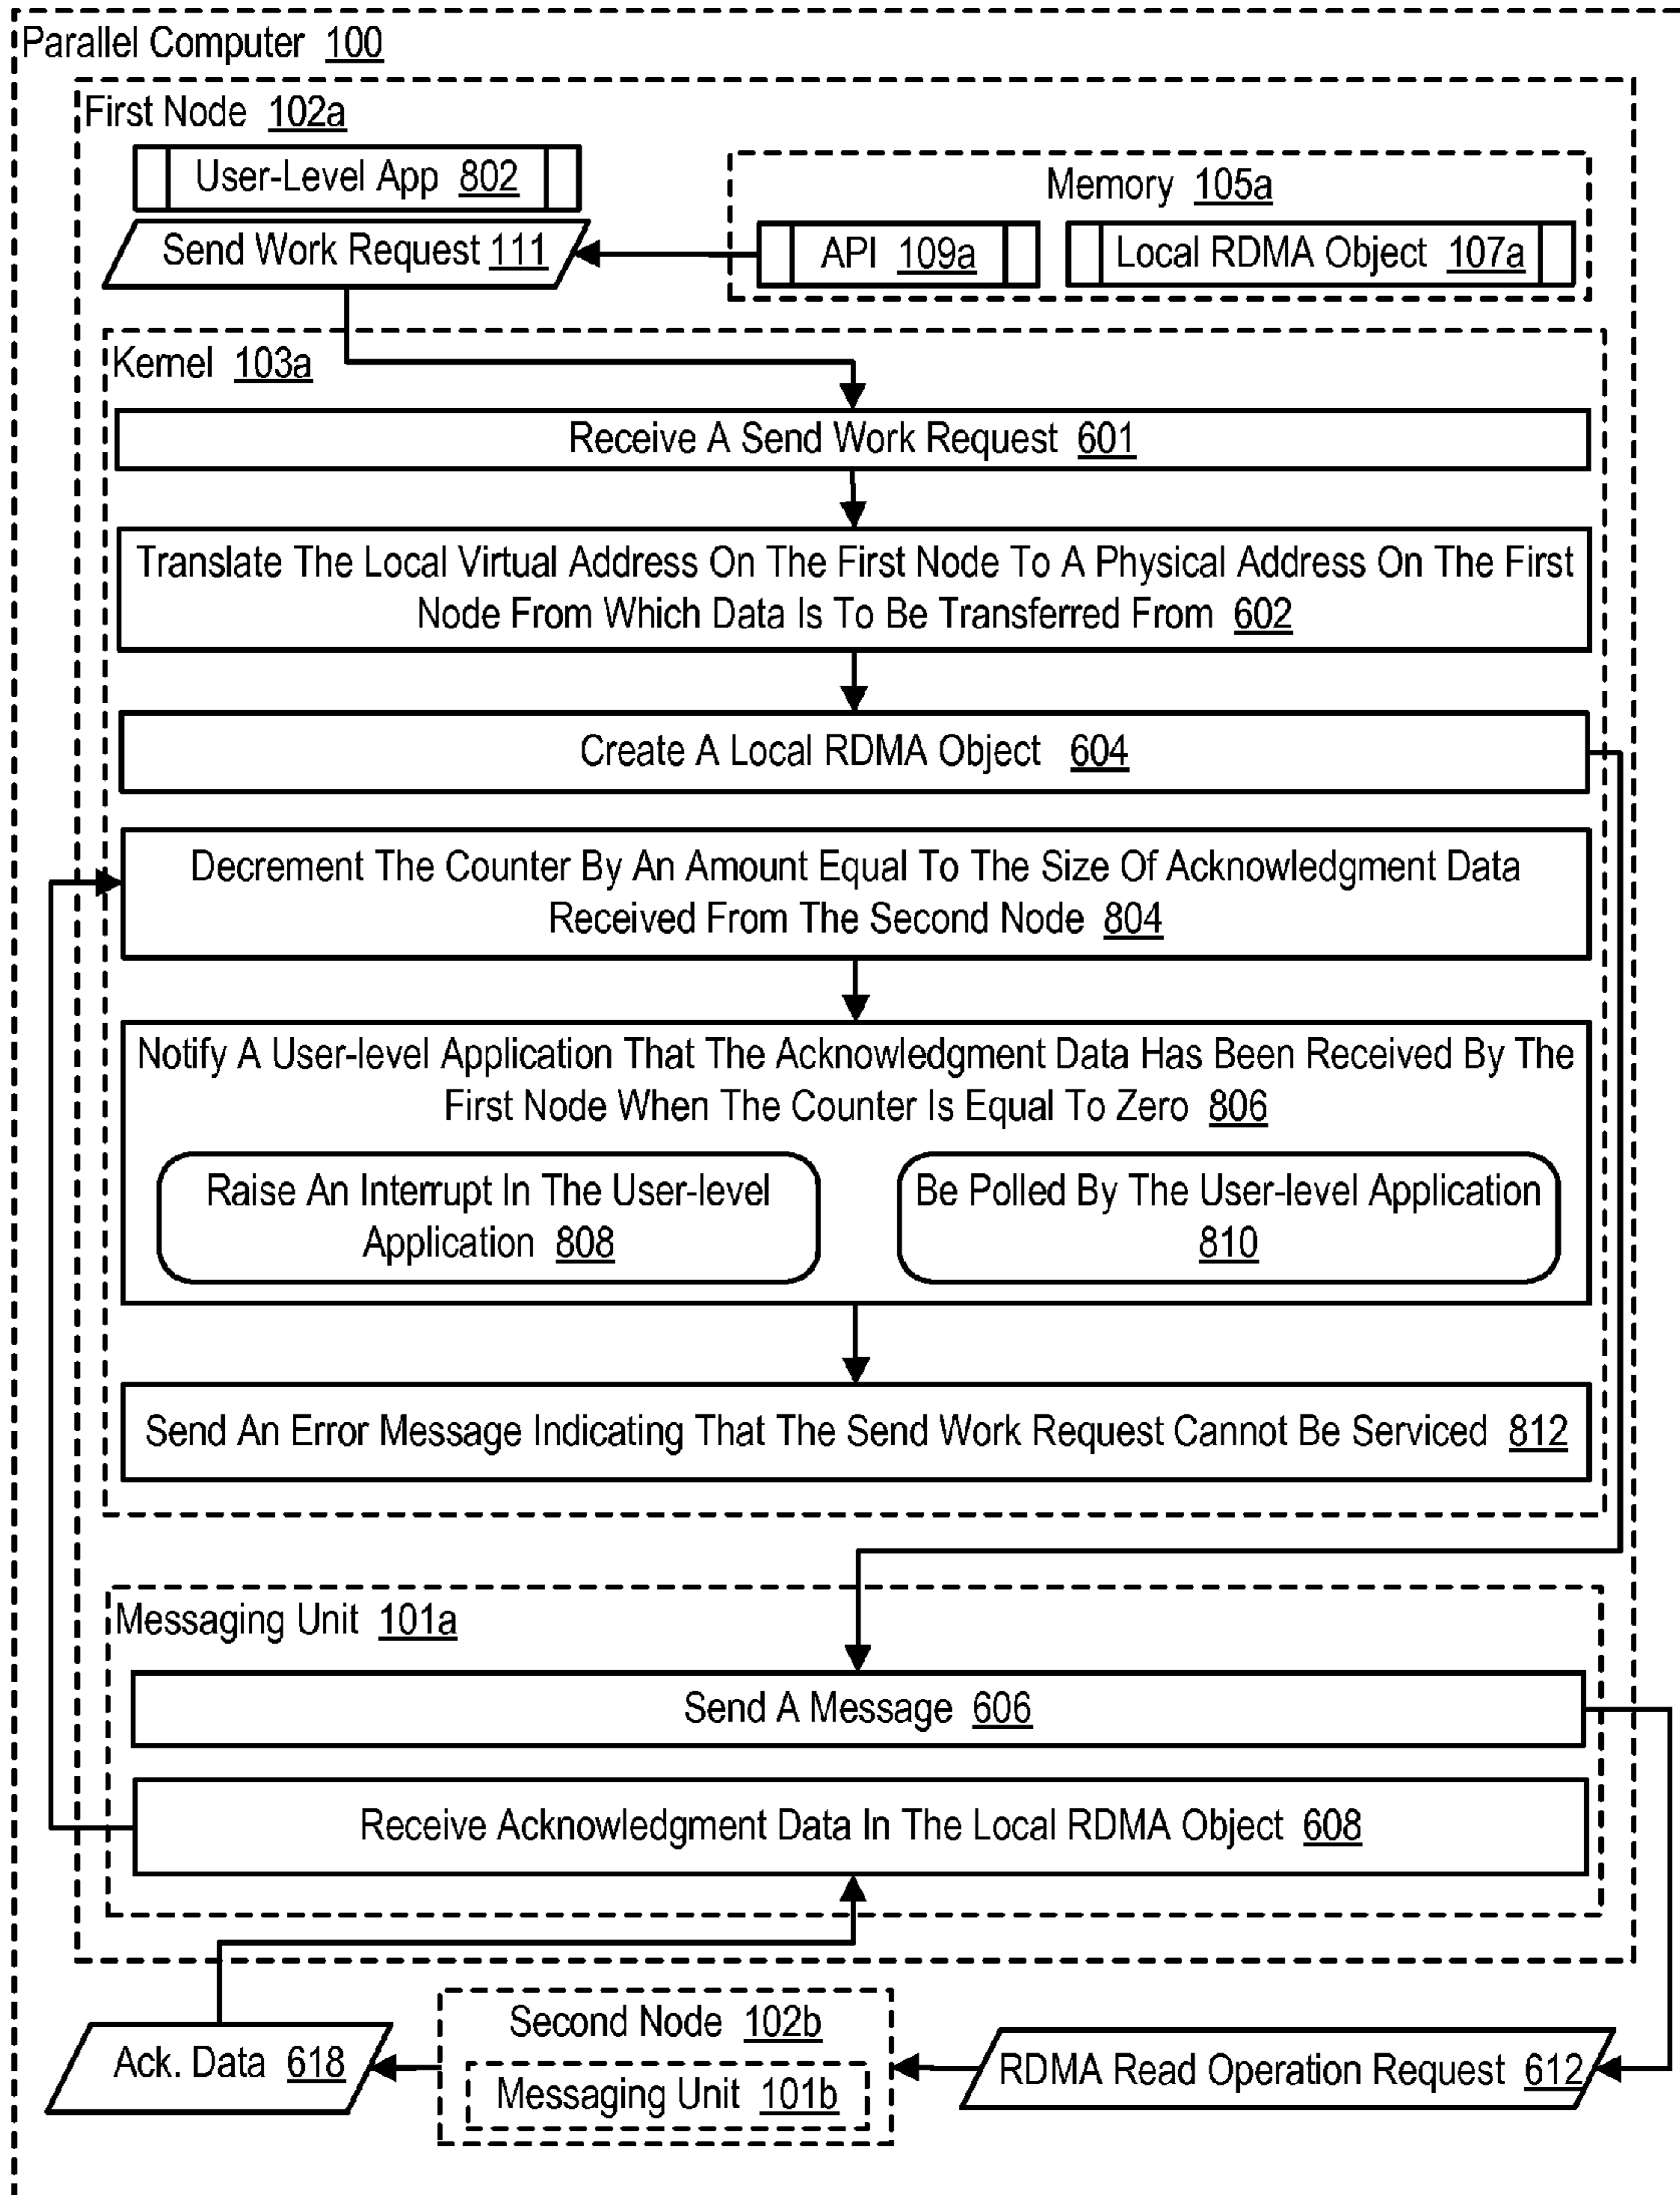 Parallel Computer 100
First Node 102a
User-Level App 802
Memory 105a
Send Work Request 111
API 109a
Local RDMA Object 107a
Kernel 103a
Receive A Send Work Request 601
Translate The Local Virtual Address On The First Node To A Physical Address On The First
Node From Which Data Is To Be Transferred From 602
Create A Local RDMA Object 604
Decrement The Counter By An Amount Equal To The Size Of Acknowledgment Data
Received From The Second Node 804
Notify A User-level Application That The Acknowledgment Data Has Been Received By The
First Node When The Counter Is Equal To Zero 806
Raise An Interrupt In The User-level
Application 808
Be Polled By The User-level Application
810
Send An Error Message Indicating That The Send Work Request Cannot Be Serviced 812
Messaging Unit 101a
Send A Message 606
Receive Acknowledgment Data In The Local RDMA Object 608
Ack. Data 618
Second Node 102b
Messaging Unit 101b
RDMA Read Operation Request 612